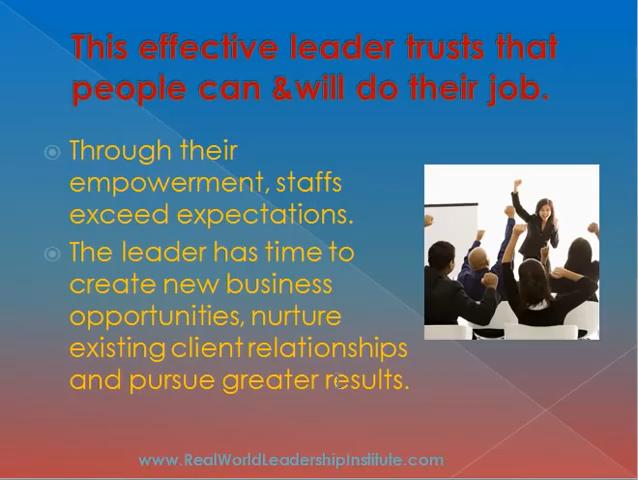 This effective leader trusts that
people can &will do their job.
Through their
empowerment, staffs
exceed expectations.
The leader has time to
create new business
opportunities, nurture
existing client relationships
and pursue greater results.
www.RealWorldLeadershipInstitute.com